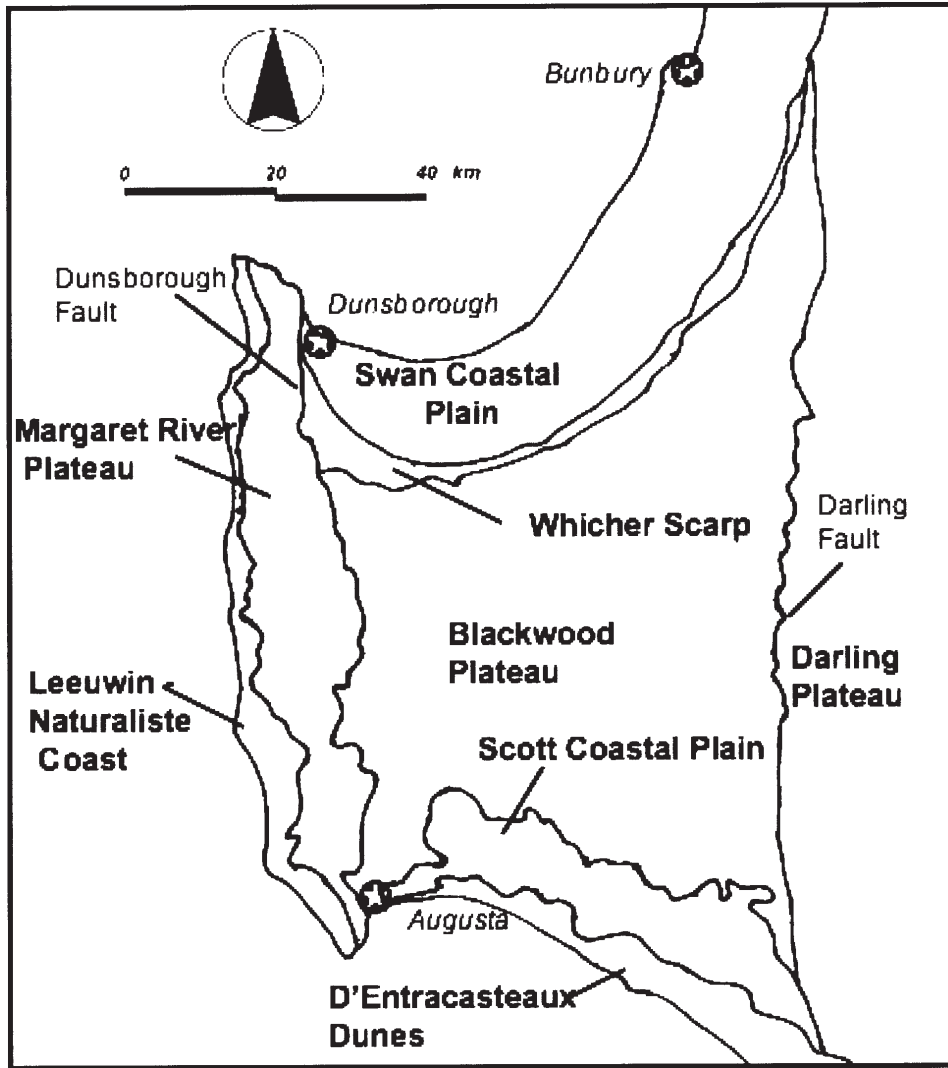 Bunbury
0 20 40 km
Dunsborough
Fault
Dunsborough
Swan Coastal
Plain
Margaret River
Plateau
Whicher Scarp
Darling
Fault
Blackwood
Plateau
Darling
Plateau
Leeuwin -
Naturaliste
Coast
Scott Coastal Plain
Augusta
D'Entracasteaux
Dunes